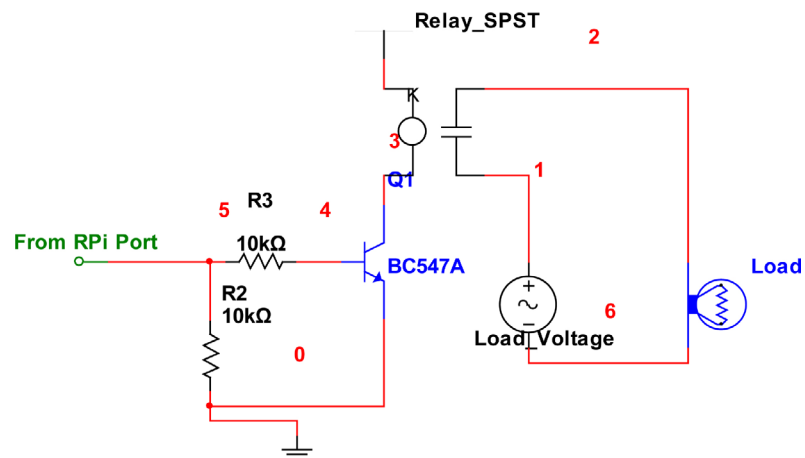 Relay_SPST
2
K
3
1
Q1
R3
5
4
From RPi Port
10kΩ
BC547A
Load
R2
10kΩ
6
Load_Voltage
0